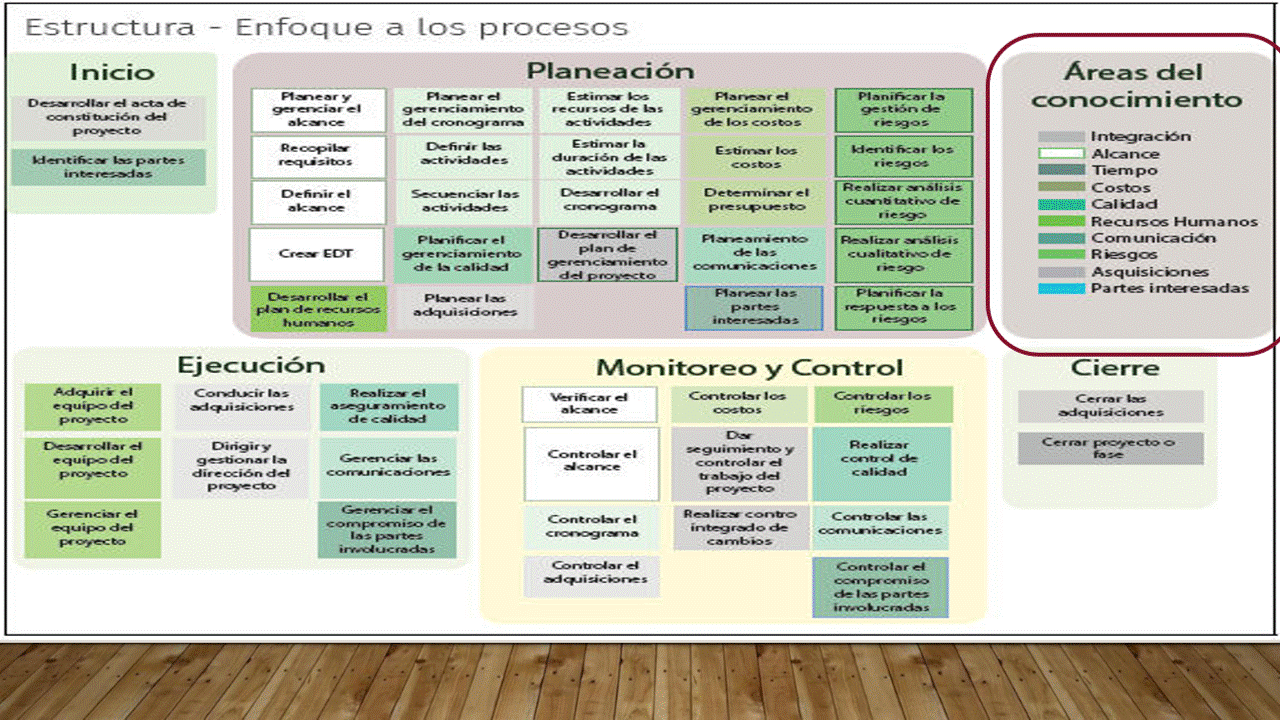 Estructura - Enfoque a los procesos
Inicio
Desarrollar el acta de
constitución del
proyecto
Identificar las partes
interesadas
Planeación
Planear y
gerenciar el
alcance
Planear el
gerenciamiento
del cronograma
Estimar los
recursos de las
actividades
Planear el
gerenciamiento
de los costos
Planificar la
gestión de
riesgos
Recopilar
requisitos
Definir las
actividades
Estimar la
duración de las
actividades
Estimar los
costos
Identificar los
riesgos
Definir el
alcance
Secuenciar las
actividades
Desarrollar el
cronograma
Determinar el
presupuesto
Realizar análisis
cuantitativo de
riesgo
Crear EDT
Planificar el
gerenciamiento
de la calidad
Desarrollar el
plan de
gerenciamiento
del proyecto
Planeamiento
de las
comunicaciones
Realizar análisis
cualitativo de
riesgo
Desarrollar el
plan de recursos
humanos
Planear las
adquisiciones
Planear las
partes
interesadas
Planificar la
respuesta a los
riesgos
Áreas del
conocimiento
Integración
Alcance
Tiempo
Costos
Calidad
Recursos Humanos
Comunicación
Riesgos
Asquisiciones
Partes interesadas
Ejecución
Adquirir el
equipo del
proyecto
Conducir las
adquisiciones
Realizar el
aseguramiento
de calidad
Desarrollar el
equipo del
proyecto
Dirigir y
gestionar la
dirección del
proyecto
Gerenciar las
comunicaciones
Gerenciar el
equipo del
proyecto
Gerenciar el
compromiso de
las partes
involucradas
Monitoreo y Control
Verificar el
alcance
Controlar los
costos
Controlar los
riesgos
Controlar el
alcance
Dar
seguimiento y
controlar el
trabajo del
proyecto
Realizar
control de
calidad
Controlar el
cronograma
Realizar contro
integrado de
cambios
Controlar las
comunicaciones
Controlar el
adquisiciones
Controlar el
compromiso
de las partes
involucradas
Cierre
Cerrar las
adquisiciones
Cerrar proyecto o
fase